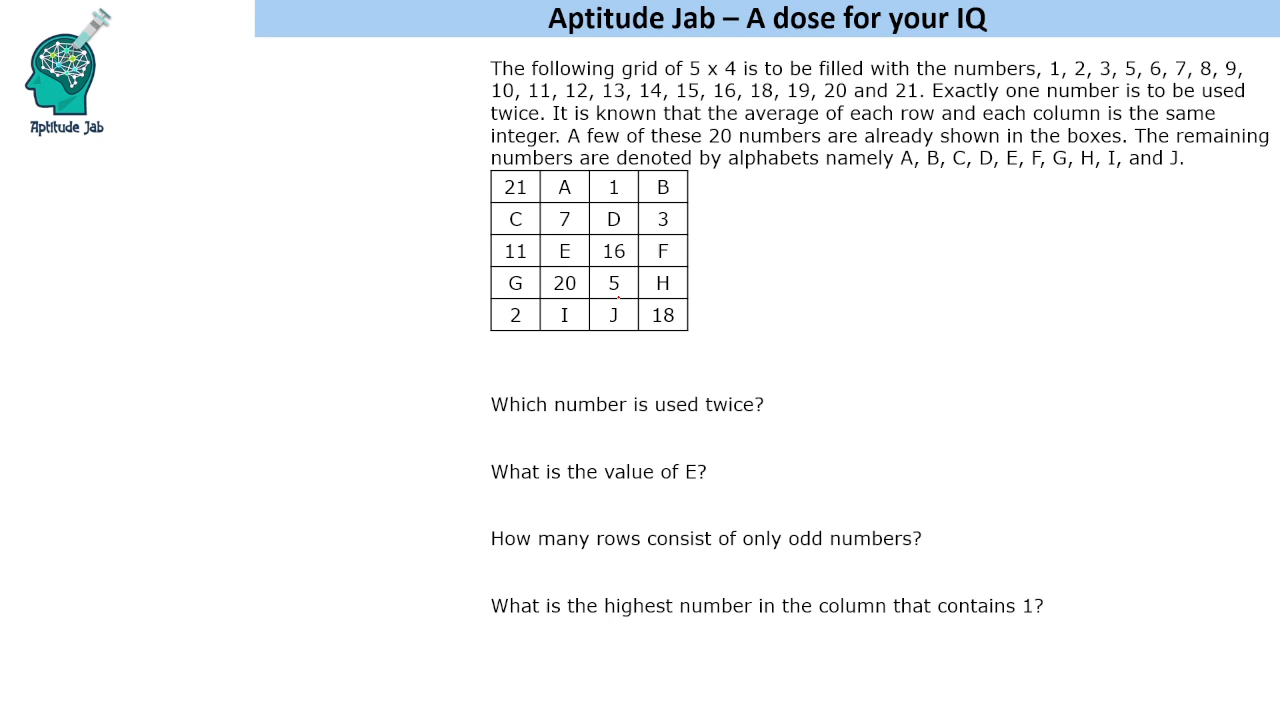 Aptitude Jab – A dose for your IQ
Aptitude Jab
The following grid of 5 x 4 is to be filled with the numbers, 1, 2, 3, 5, 6, 7, 8, 9,
10, 11, 12, 13, 14, 15, 16, 18, 19, 20 and 21. Exactly one number is to be used
twice. It is known that the average of each row and each column is the same
integer. A few of these 20 numbers are already shown in the boxes. The remaining
numbers are denoted by alphabets namely A, B, C, D, E, F, G, H, I, and J.
21 A 1 B
C 7 D 3
11 E 16 F
G 20 5 H
2 I J 18
Which number is used twice?
What is the value of E?
How many rows consist of only odd numbers?
What is the highest number in the column that contains 1?